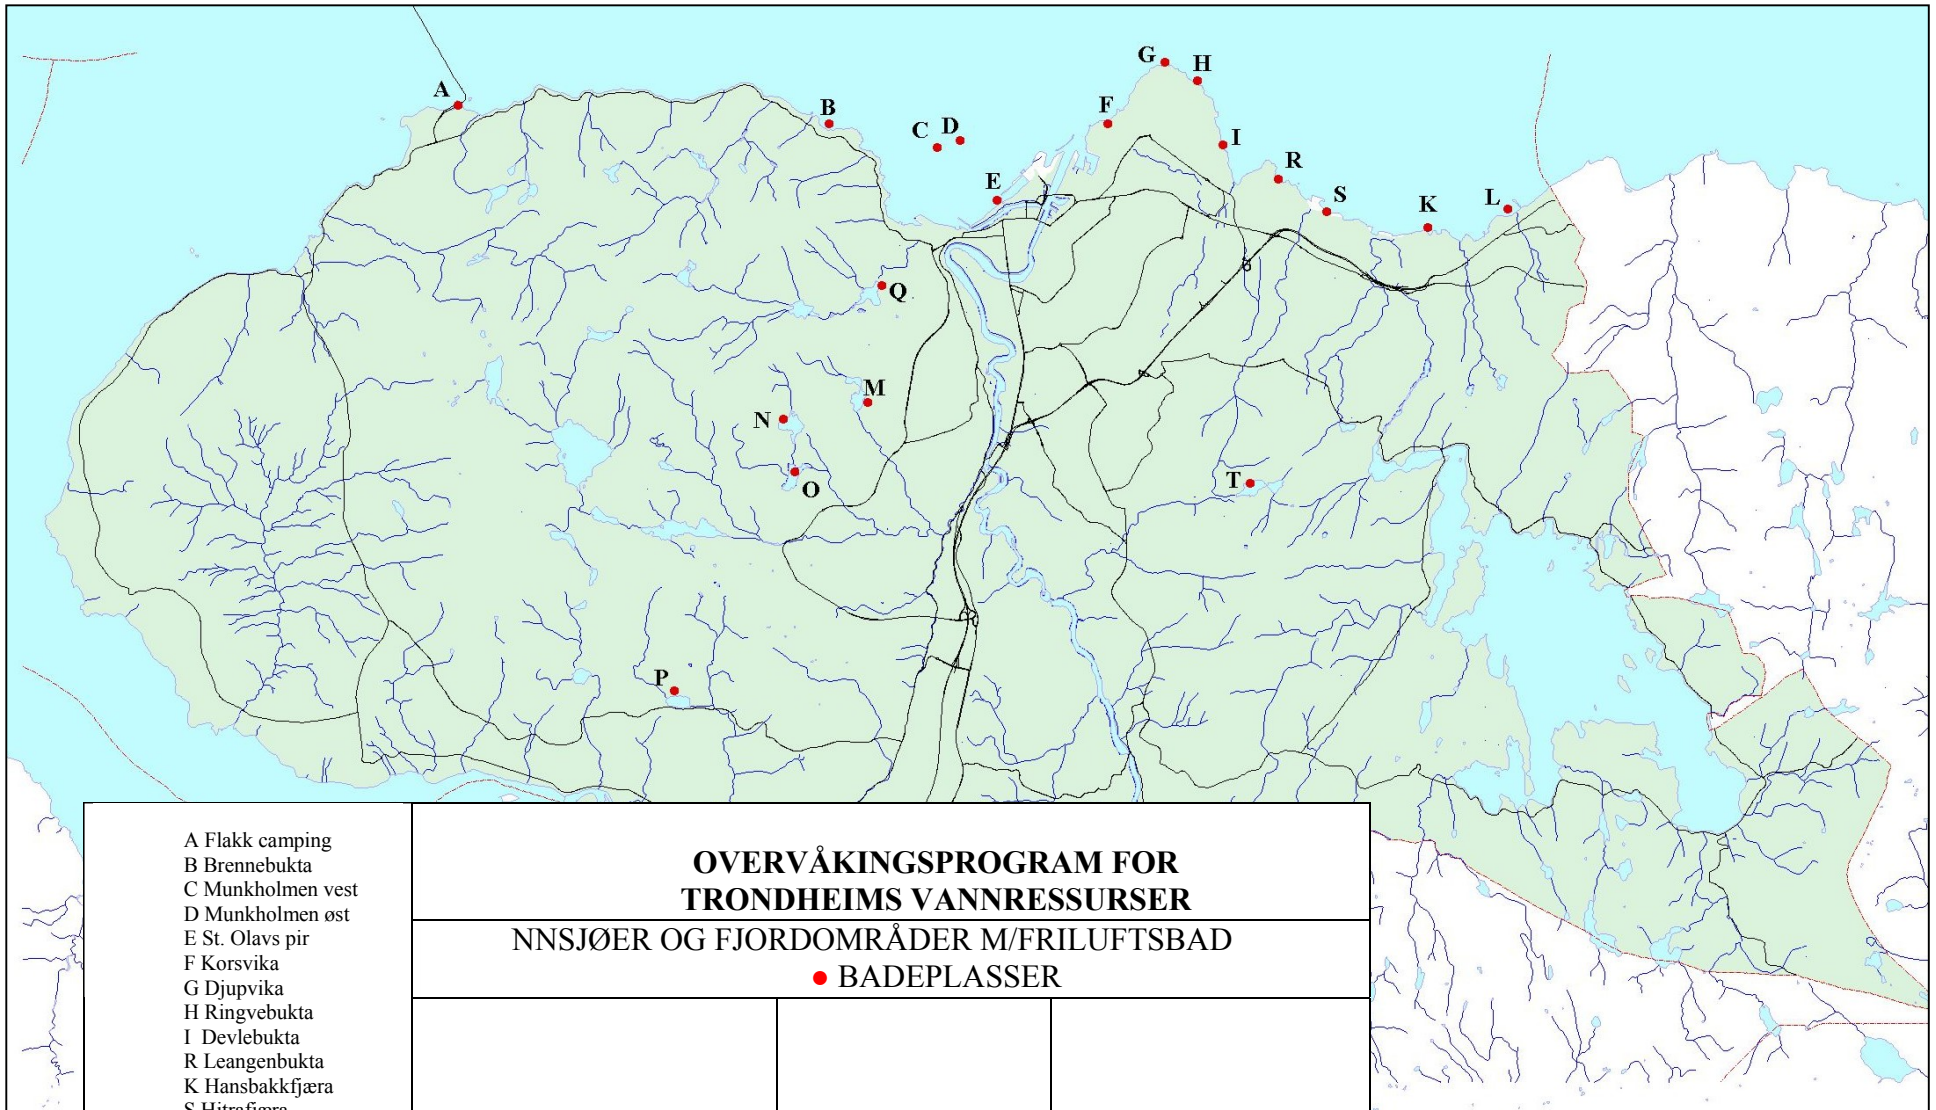 G
H
A
B
F
C
D
I
R
E
S
K
L
Q
M
N
O
T
P
A Flakk camping
B Brennebukta
C Munkholmen vest
D Munkholmen øst
E St. Olavs pir
F Korsvika
G Djupvika
H Ringvebukta
I Devlebukta
R Leangenbukta
K Hansbakkfjæra
S Hitrafjæra
OVERVÅKINGSPROGRAM FOR
TRONDHEIMS VANNRESSURSER
NNSJØER OG FJORDOMRÅDER M/FRILUFTSBAD
BADEPLASSER